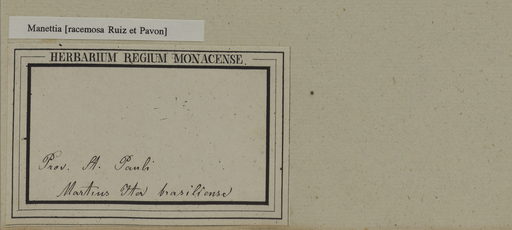 Manettia [racemosa Ruiz et Pavon]
HERBARIUM REGIUM MONACENSE.
Prov. St. Pauli
Martius Iter brasiliense